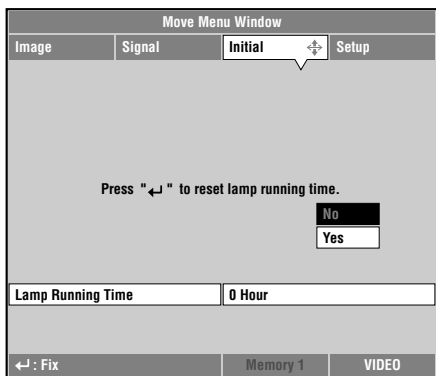 Move Menu Window
Image Signal Initial Setup
Press "↵" to reset lamp running time.
No
Yes
Lamp Running Time 0 Hour
↵ : Fix Memory 1 VIDEO